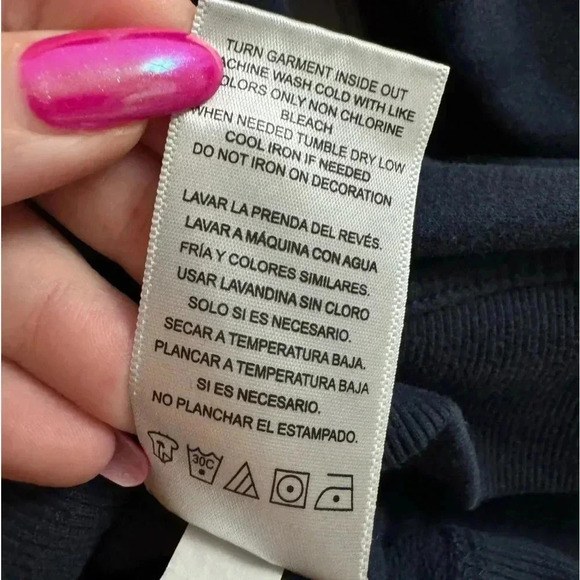 TURN GARMENT INSIDE OUT
ACHINE WASH COLD WITH LIKE
OLORS ONLY NON CHLORINE
BLEACH
WHEN NEEDED TUMBLE DRY LOW
COOL IRON IF NEEDED
DO NOT IRON ON DECORATION
LAVAR LA PRENDA DEL REVÉS.
LAVAR A MÁQUINA CON AGUA
FRÍA Y COLORES SIMILARES.
USAR LAVANDINA SIN CLORO
SOLO SI ES NECESARIO.
SECAR A TEMPERATURA BAJA.
PLANCAR A TEMPERATURA BAJA
SI ES NECESARIO.
NO PLANCHAR EL ESTAMPADO.
30C